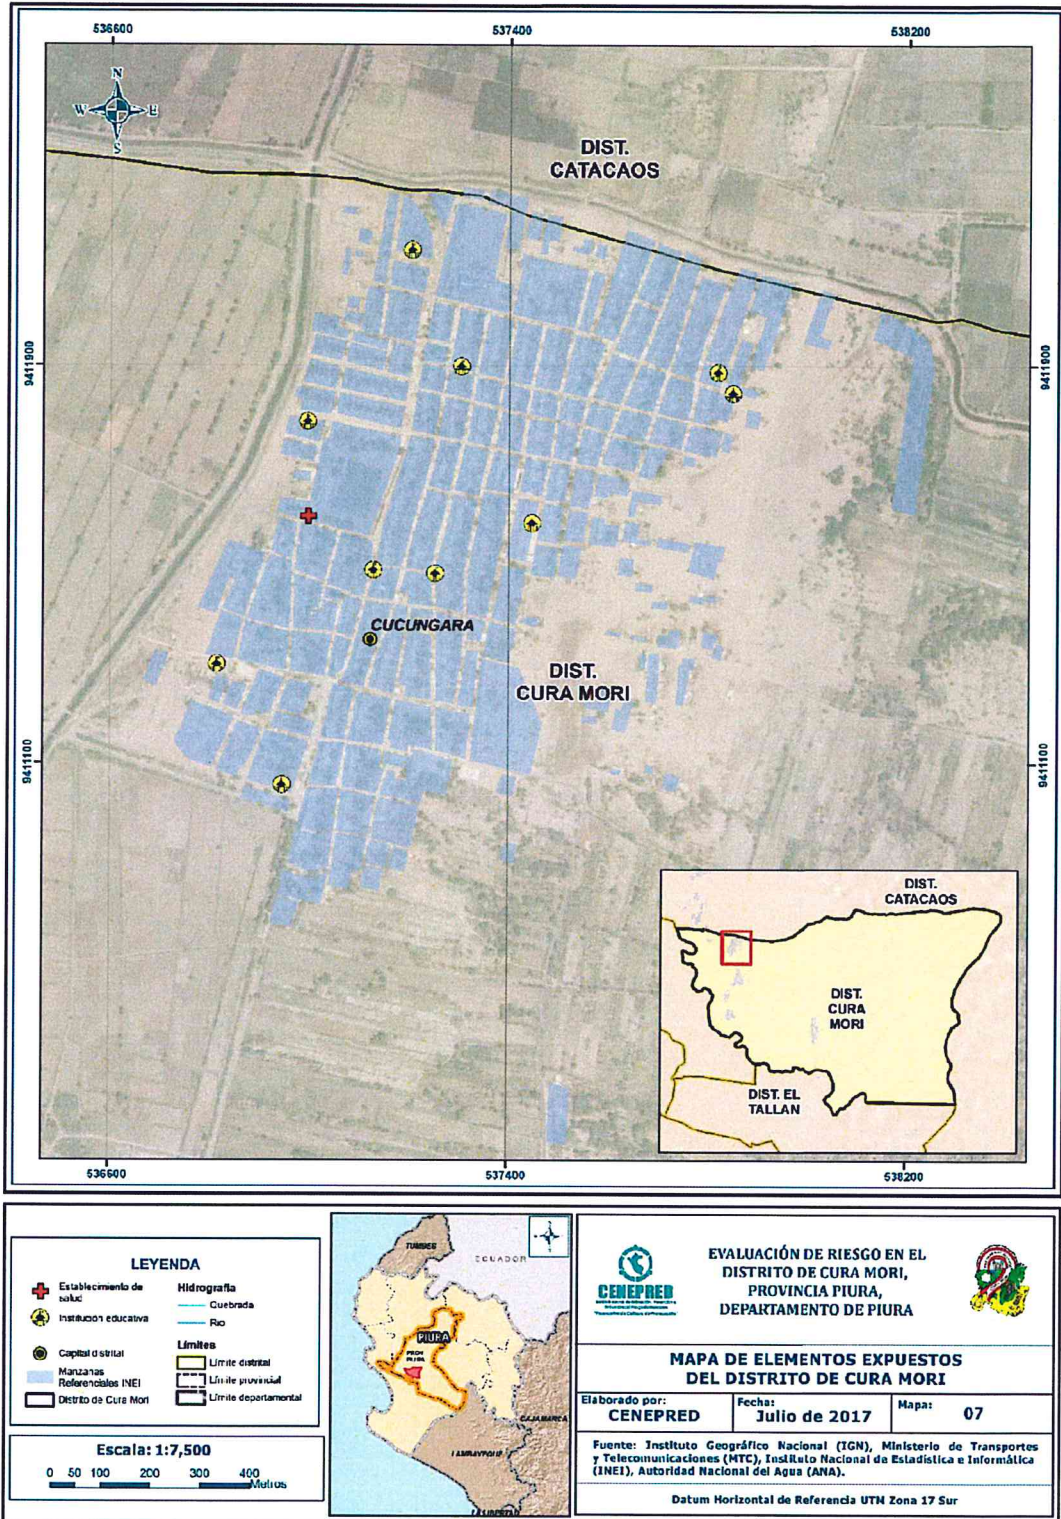 536600
537400
538200
N
W
E
S
DIST.
CATACAOS
9411900
9411900
CUCUNGARA
DIST.
CURA MORI
9411100
9411100
DIST.
CATACAOS
DIST.
CURA
MORI
DIST. EL
TALLAN
536600
537400
538200
LEYENDA
Establecimiento de
salud
Institución educativa
Capital distrital
Manzanas
Referenciales INEI
Distrito de Cura Mori
Hidrografía
Quebrada
Rio
Límites
Límite distrital
Límite provincial
Límite departamental
Escala: 1:7,500
0 50 100 200 300 400
Metros
TUMBES
ECUADOR
PIURA
PROV.
PIURA
CAJAMARCA
LAMBAYEQUE
LA LIBERTAD
CENEPRED
EVALUACIÓN DE RIESGO EN EL
DISTRITO DE CURA MORI,
PROVINCIA PIURA,
DEPARTAMENTO DE PIURA
MAPA DE ELEMENTOS EXPUESTOS
DEL DISTRITO DE CURA MORI
Elaborado por:
CENEPRED
Fecha:
Julio de 2017
Mapa: 07
Fuente: Instituto Geográfico Nacional (IGN), Ministerio de Transportes
y Telecomunicaciones (MTC), Instituto Nacional de Estadística e Informática
(INEI), Autoridad Nacional del Agua (ANA).
Datum Horizontal de Referencia UTM Zona 17 Sur